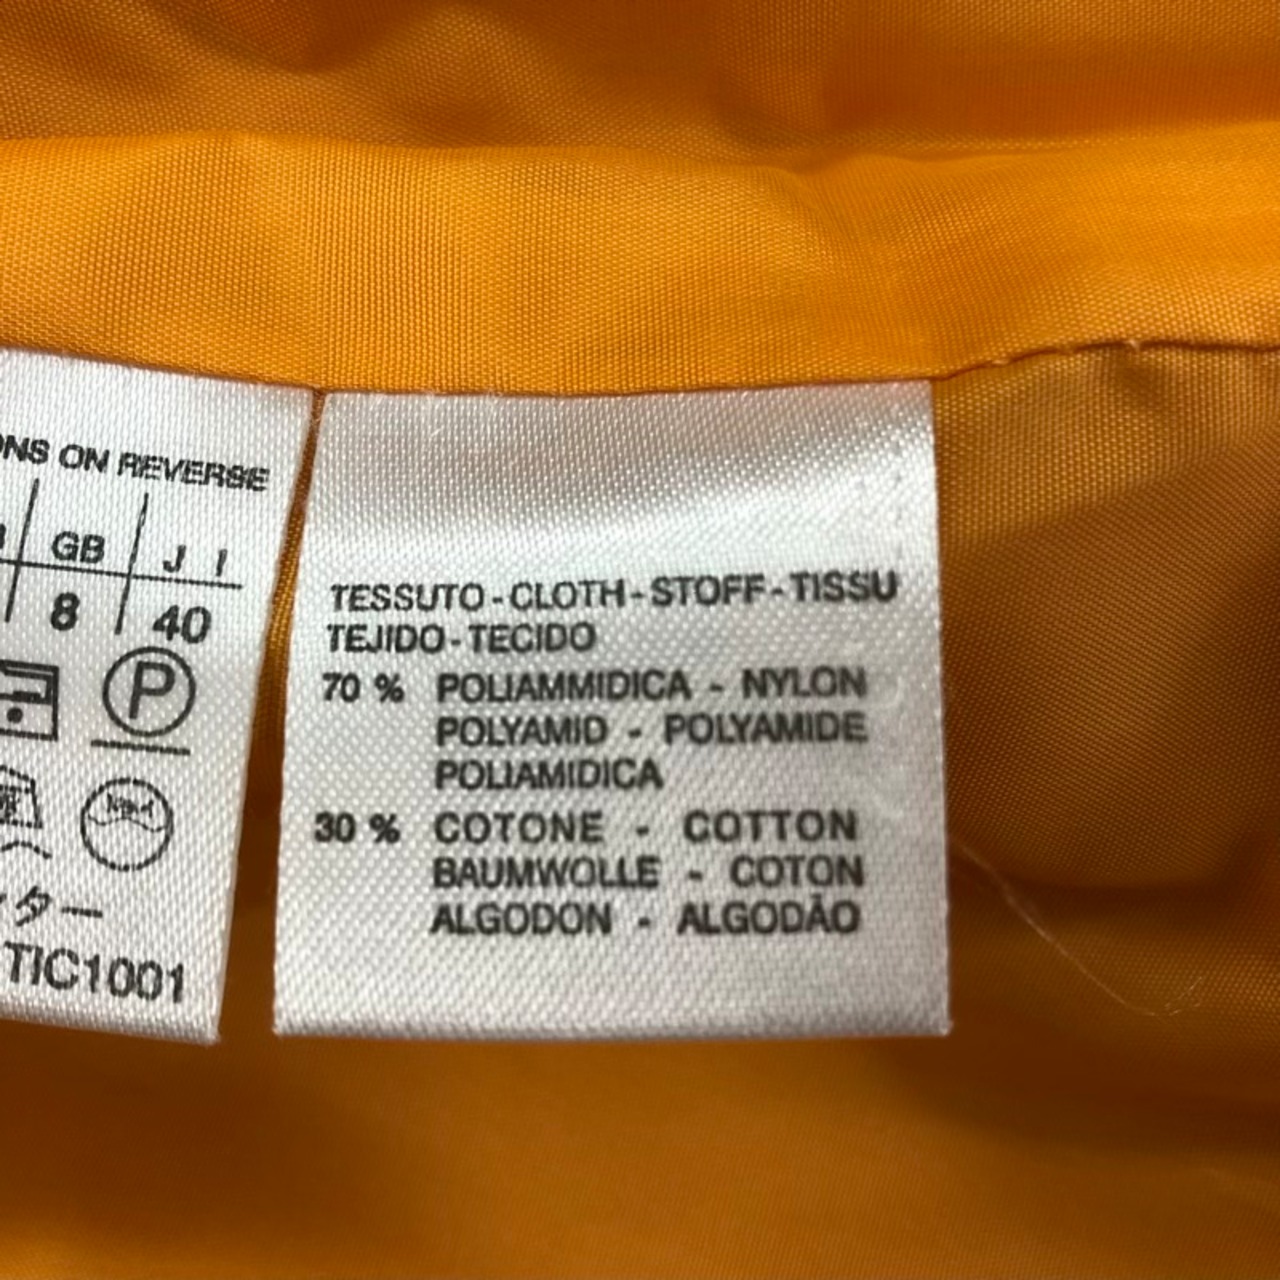 ON REVERSE
GB J I
8 40
P
ター
TIC1001
TESSUTO - CLOTH - STOFF - TISSU
TEJIDO - TECIDO
70 % POLIAMMIDICA - NYLON
POLYAMID - POLYAMIDE
POLIAMIDICA
30 % COTONE - COTTON
BAUMWOLLE - COTON
ALGODON - ALGODÃO